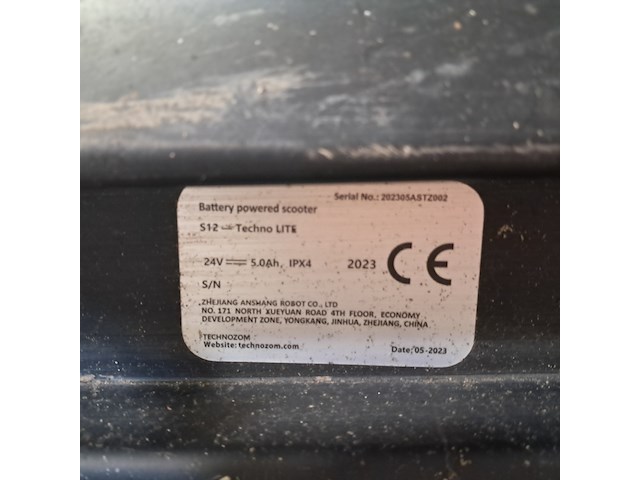 Serial No.: 202305ASTZ002
Battery powered scooter
S12 — Techno LITE
24V ⎓ 5.0Ah, IPX4 2023 CE
S/N
ZHEJIANG ANSHANG ROBOT CO., LTD
NO. 171 NORTH XUEYUAN ROAD 4TH FLOOR, ECONOMY
DEVELOPMENT ZONE, YONGKANG, JINHUA, ZHEJIANG, CHINA
TECHNOZOM
Website: technozom.com
Date: 05-2023